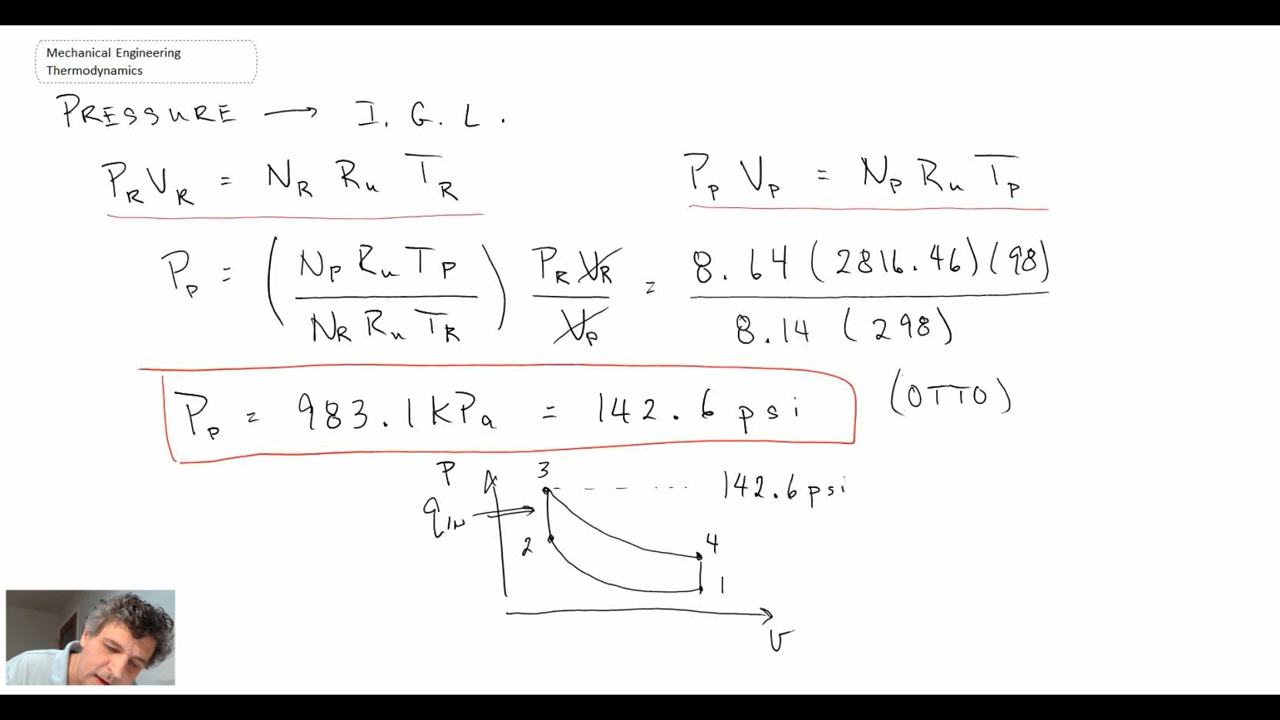 Mechanical Engineering
Thermodynamics
PRESSURE → I. G. L.
P_R V_R = N_R R_u T_R
P_p V_p = N_p R_u T_p
P_p = (N_P R_u T_P / N_R R_u T_R) P_R V_R / V_p = 8.64 (2816.46)(98) / 8.14 (298)
P_p = 983.1 kPa = 142.6 psi
(OTTO)
P
3
142.6 psi
q_IN
2
4
1
v